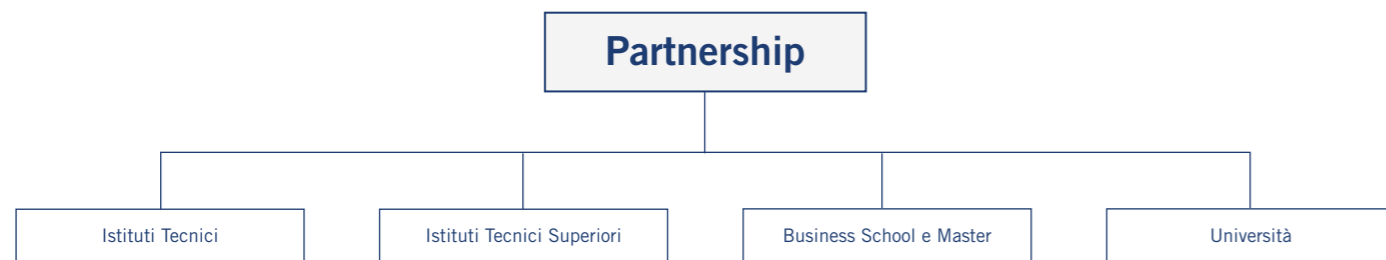 Partnership
Istituti Tecnici
Istituti Tecnici Superiori
Business School e Master
Università